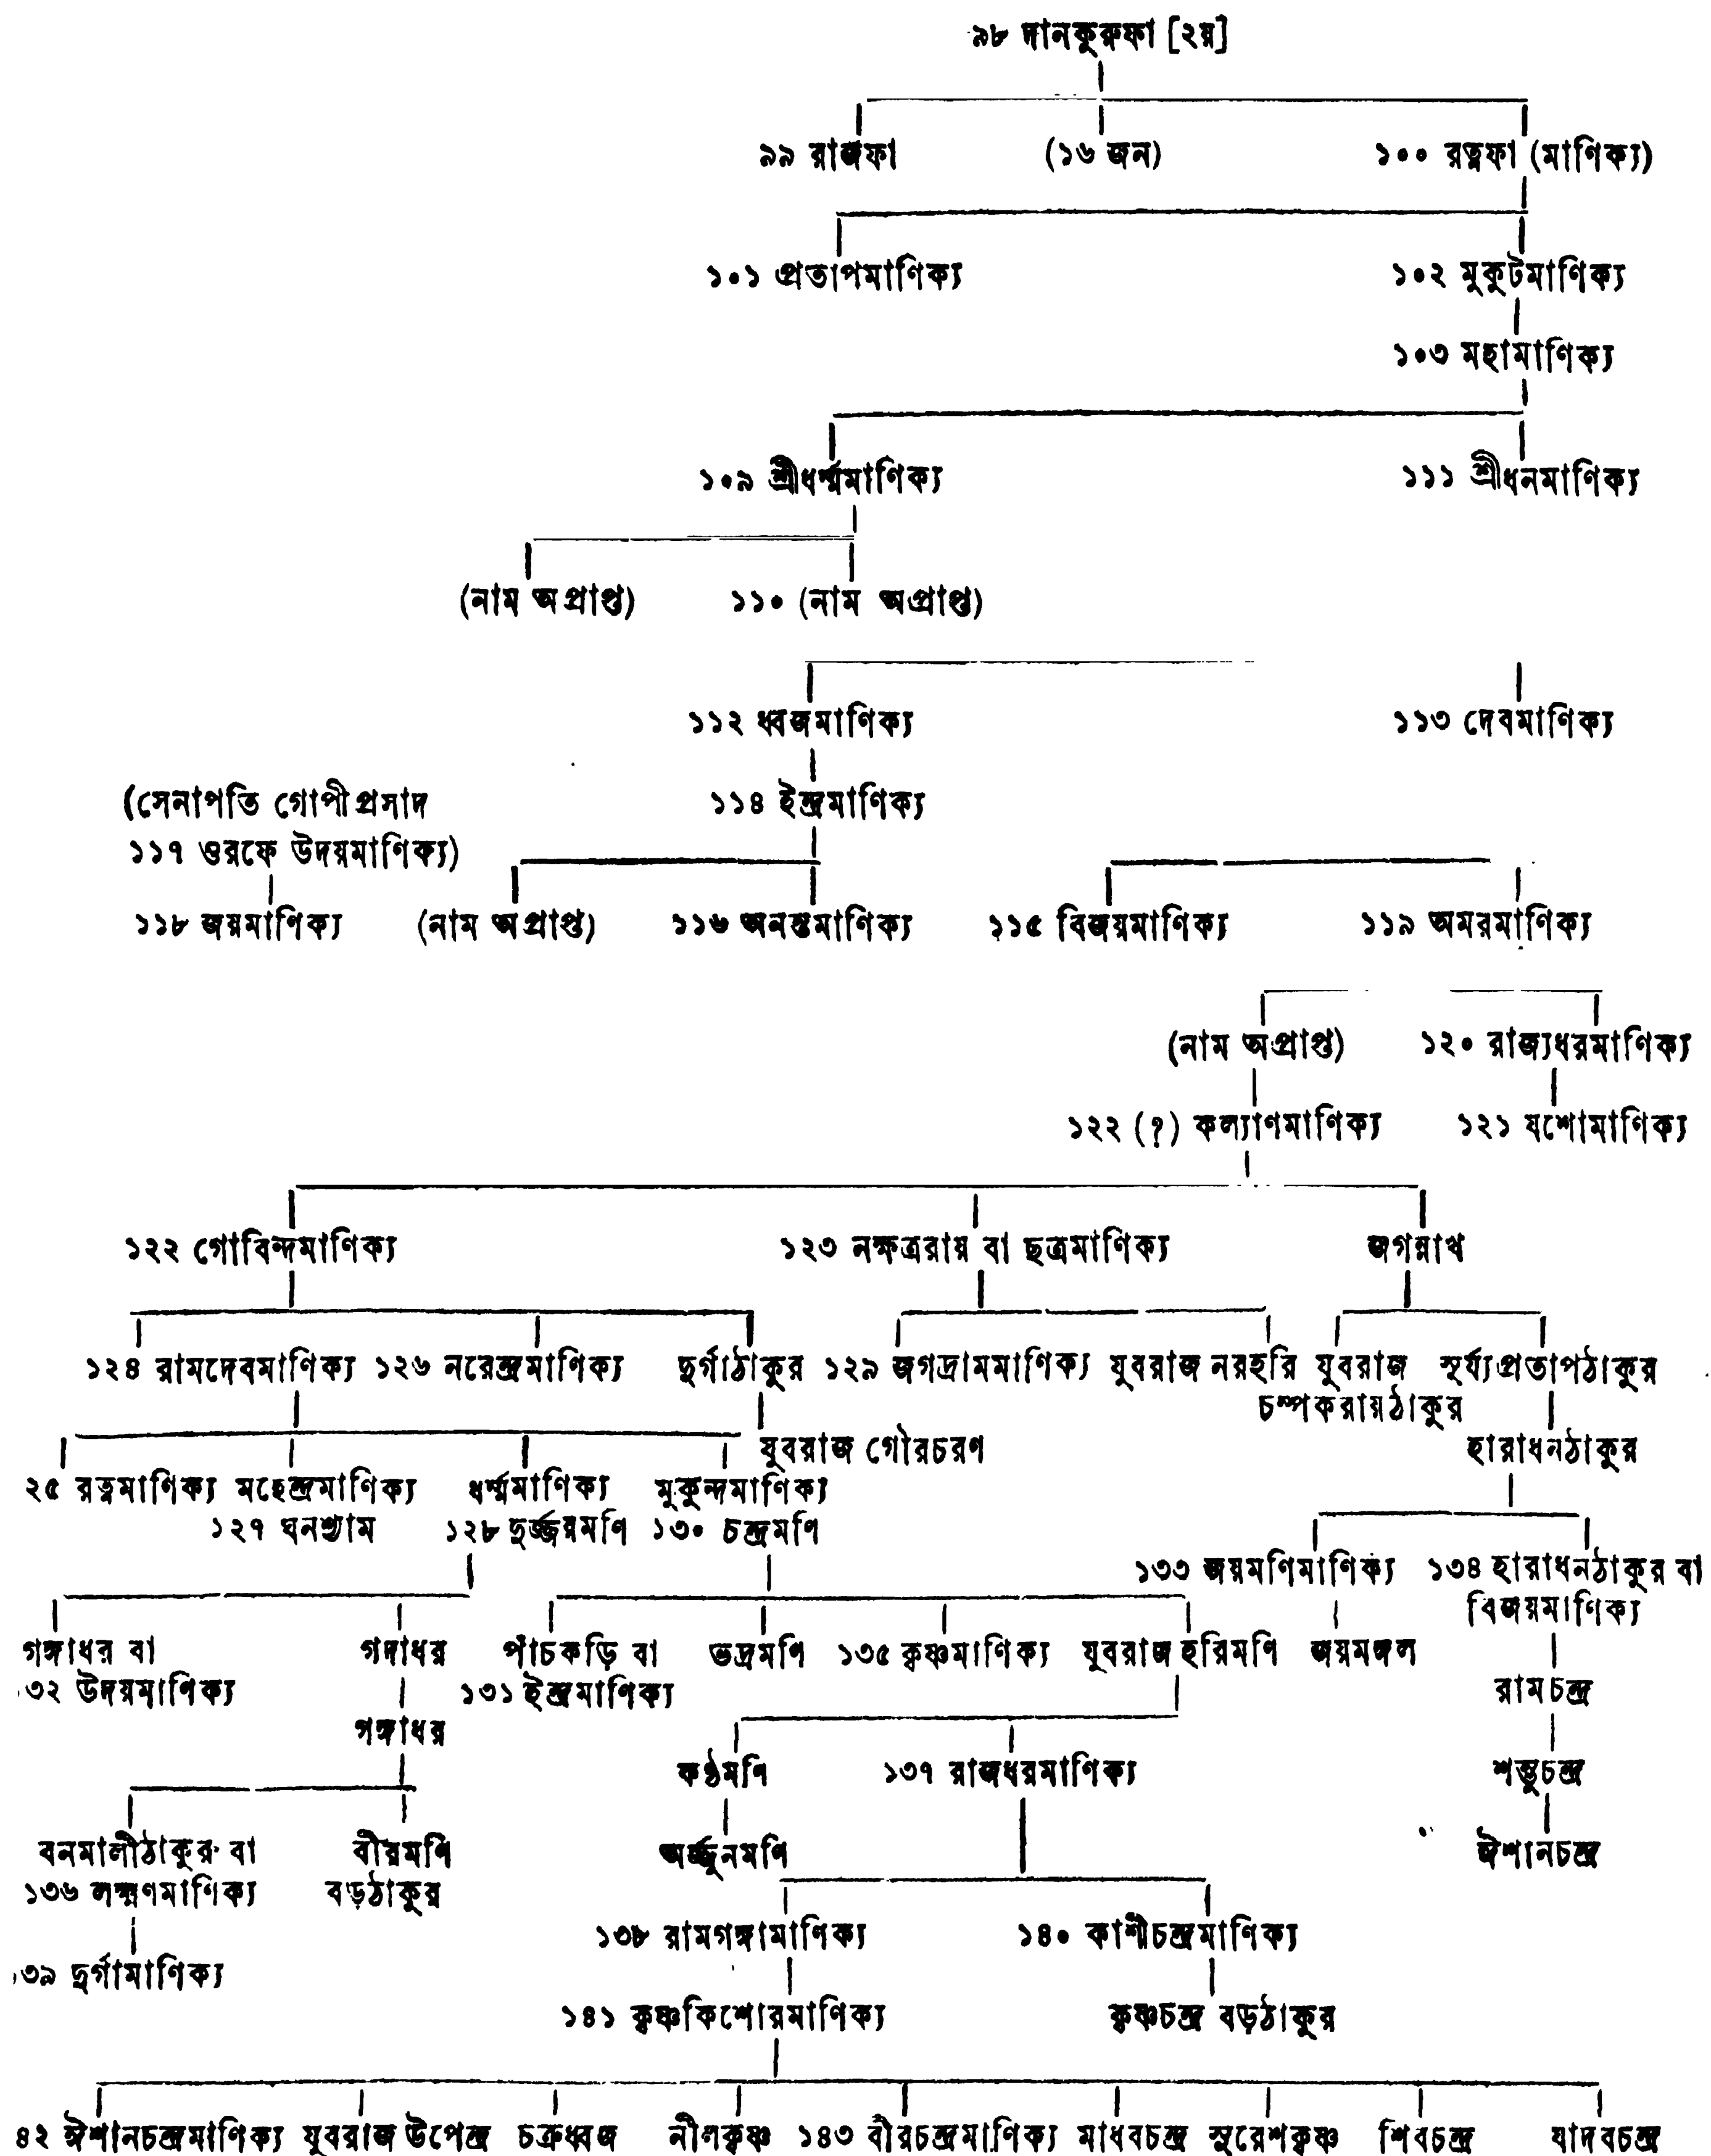 ৯৮ দানকুরুফা [২য়]
৯৯ রাজফা (১৬ জন) ১০০ রত্নফা (মাণিক্য)
১০১ প্রতাপমাণিক্য ১০২ মুকুটমাণিক্য
১০৩ মহামাণিক্য
১০৯ শ্রীধর্ম্মমাণিক্য ১১১ শ্রীধনমাণিক্য
(নাম অপ্রাপ্ত) ১১০ (নাম অপ্রাপ্ত)
১১২ ধ্বজমাণিক্য ১১৩ দেবমাণিক্য
(সেনাপতি গোপীপ্রসাদ ১১৪ ইন্দ্রমাণিক্য
১১৭ ওরফে উদয়মাণিক্য)
১১৮ জয়মাণিক্য (নাম অপ্রাপ্ত) ১১৬ অনন্তমাণিক্য ১১৫ বিজয়মাণিক্য ১১৯ অমরমাণিক্য
(নাম অপ্রাপ্ত) ১২০ রাজ্যধরমাণিক্য
১২২ (?) কল্যাণমাণিক্য ১২১ যশোমাণিক্য
১২২ গোবিন্দমাণিক্য ১২৩ নক্ষত্ররায় বা ছত্রমাণিক্য জগন্নাথ
১২৪ রামদেবমাণিক্য ১২৬ নরেন্দ্রমাণিক্য দুর্গাঠাকুর ১২৯ জগদ্রামমাণিক্য যুবরাজ নরহরি যুবরাজ সূর্য্যপ্রতাপঠাকুর
চম্পকরায়ঠাকুর
যুবরাজ গৌরচরণ হারাধনঠাকুর
২৫ রত্নমাণিক্য মহেন্দ্রমাণিক্য ধর্ম্মমাণিক্য মুকুন্দমাণিক্য
১২৭ ঘনশ্যাম ১২৮ দুর্জ্জয়মণি ১৩০ চন্দ্রমণি
১৩৩ জয়মণিমাণিক্য ১৩৪ হারাধনঠাকুর বা
বিজয়মাণিক্য
গঙ্গাধর বা গদাধর পাঁচকড়ি বা ভদ্রমণি ১৩৫ কৃষ্ণমাণিক্য যুবরাজ হরিমণি জয়মঙ্গল
৩২ উদয়মাণিক্য ১৩১ ইন্দ্রমাণিক্য রামচন্দ্র
গঙ্গাধর
কণ্ঠমণি ১৩৭ রাজধরমাণিক্য শম্ভুচন্দ্র
বনমালীঠাকুর বা বীরমণি অর্জ্জুনমণি ঈশানচন্দ্র
১৩৬ লক্ষ্মণমাণিক্য বড়ঠাকুর
১৩৮ রামগঙ্গামাণিক্য ১৪০ কাশীচন্দ্রমাণিক্য
৩৯ দুর্গামাণিক্য
১৪১ কৃষ্ণকিশোরমাণিক্য কৃষ্ণচন্দ্র বড়ঠাকুর
৪২ ঈশানচন্দ্রমাণিক্য যুবরাজ উপেন্দ্র চক্রধ্বজ নীলকৃষ্ণ ১৪৩ বীরচন্দ্রমাণিক্য মাধবচন্দ্র সুরেশকৃষ্ণ শিবচন্দ্র যাদবচন্দ্র